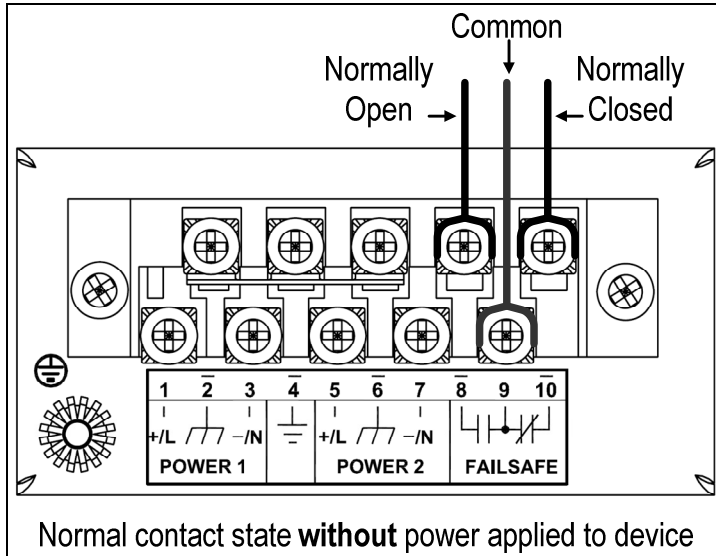 Common
Normally Normally
Open Closed
1 2 3 4 5 6 7 8 9 10
+/L −/N +/L −/N
POWER 1 POWER 2 FAILSAFE
Normal contact state without power applied to device